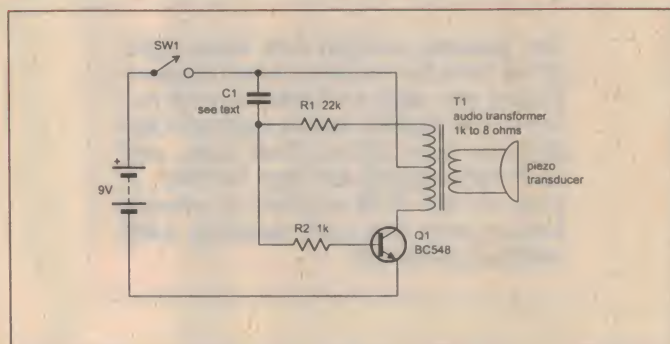 SW1
C1
see text
R1 22k
T1
audio transformer
1k to 8 ohms
piezo
transducer
+
9V
R2 1k
Q1
BC548